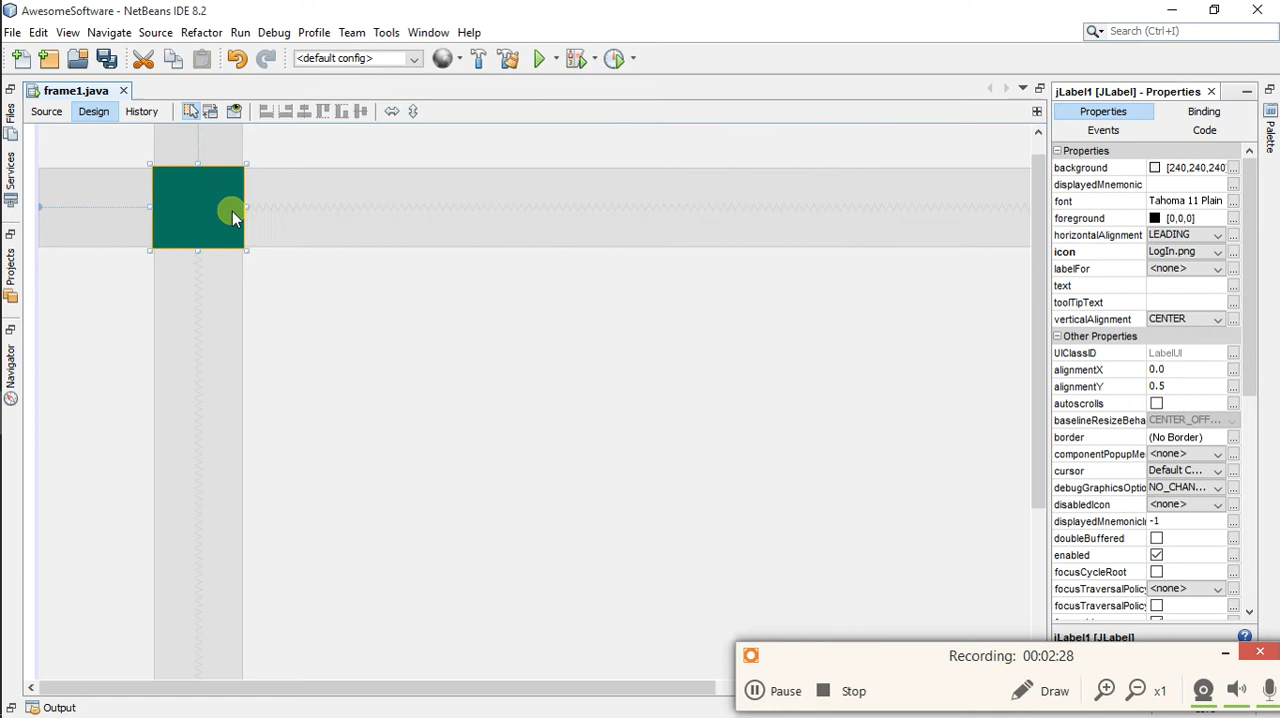 AwesomeSoftware - NetBeans IDE 8.2
File Edit View Navigate Source Refactor Run Debug Profile Team Tools Window Help
Search (Ctrl+I)
<default config>
frame1.java
Source Design History
Files
Services
Projects
Navigator
jLabel1 [JLabel] - Properties
Palette
Properties Binding
Events Code
Properties
background [240,240,240
displayedMnemonic
font Tahoma 11 Plain
foreground [0,0,0]
horizontalAlignment LEADING
icon LogIn.png
labelFor <none>
text
toolTipText
verticalAlignment CENTER
Other Properties
UIClassID LabelUI
alignmentX 0.0
alignmentY 0.5
autoscrolls
baselineResizeBeha CENTER_OFF...
border (No Border)
componentPopupMe <none>
cursor Default C...
debugGraphicsOptio NO_CHAN...
disabledIcon <none>
displayedMnemonicI -1
doubleBuffered
enabled
focusCycleRoot
focusTraversalPolicy <none>
focusTraversalPolicy
jLabel1 [JLabel]
Recording: 00:02:28
Pause Stop Draw x1
Output